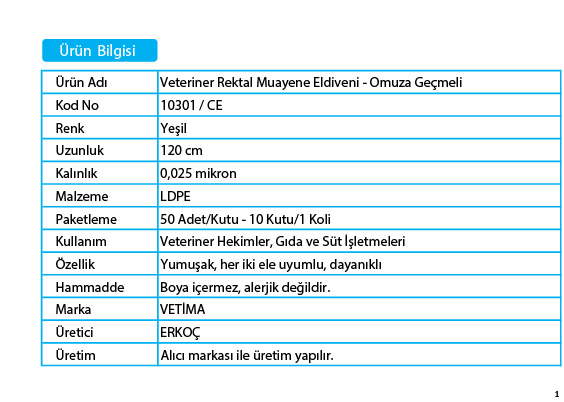 Ürün Bilgisi
Ürün Adı Veteriner Rektal Muayene Eldiveni - Omuza Geçmeli
Kod No 10301 / CE
Renk Yeşil
Uzunluk 120 cm
Kalınlık 0,025 mikron
Malzeme LDPE
Paketleme 50 Adet/Kutu - 10 Kutu/1 Koli
Kullanım Veteriner Hekimler, Gıda ve Süt İşletmeleri
Özellik Yumuşak, her iki ele uyumlu, dayanıklı
Hammadde Boya içermez, alerjik değildir.
Marka VETİMA
Üretici ERKOÇ
Üretim Alıcı markası ile üretim yapılır.
1